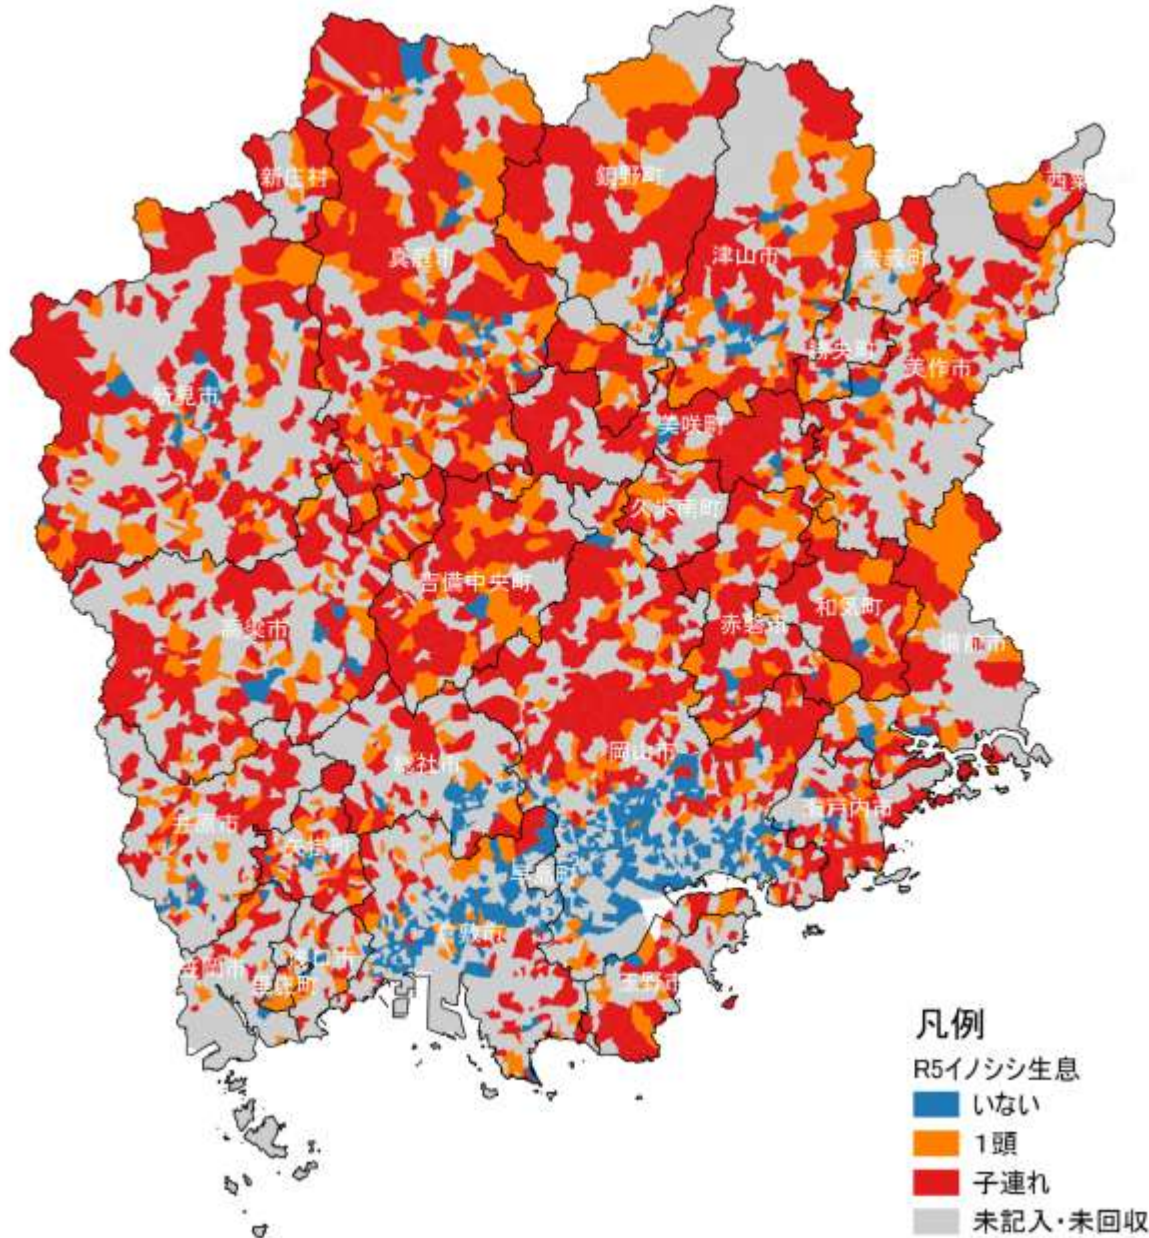 新庄村
鏡野町
西粟
真庭市
津山市
奈義町
勝央町
美作市
新見市
美咲町
久米南町
吉備中央町
高梁市
赤磐市
和気町
備前市
岡山市
総社市
瀬戸内市
井原市
矢掛町
早島町
倉敷市
浅口市
笠岡市
里庄町
玉野市
凡例
R5イノシシ生息
いない
1頭
子連れ
未記入・未回収